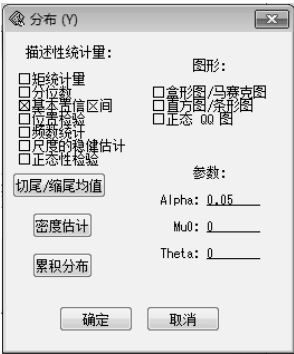 分布 (Y)
描述性统计量:
矩统计量
分位数
基本置信区间
位置检验
频数统计
尺度的稳健估计
正态性检验
切尾/缩尾均值
密度估计
累积分布
图形:
盒形图/马赛克图
直方图/条形图
正态 QQ 图
参数:
Alpha: 0.05
Mu0: 0
Theta: 0
确定
取消